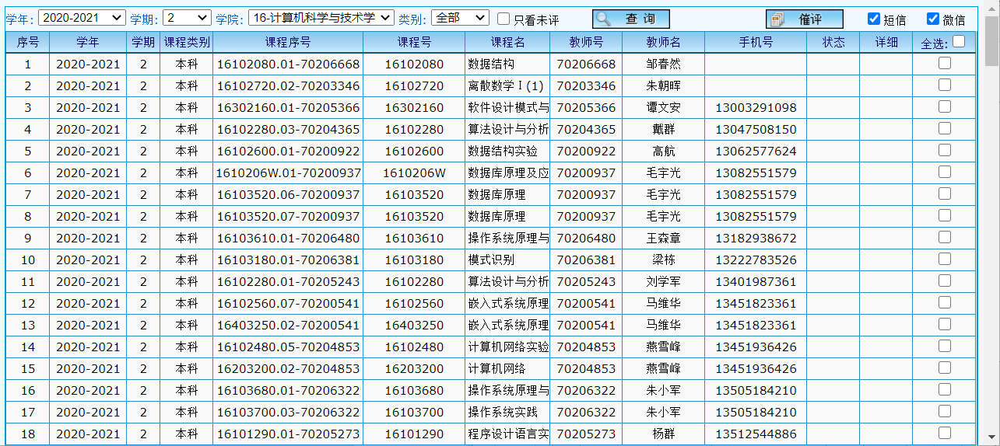 学年: 2020-2021 学期: 2 学院: 16-计算机科学与技术学 类别: 全部 只看未评 查 询 催评 短信 微信
序号 学年 学期 课程类别 课程序号 课程号 课程名 教师号 教师名 手机号 状态 详细 全选:
1 2020-2021 2 本科 16102080.01-70206668 16102080 数据结构 70206668 邹春然
2 2020-2021 2 本科 16102720.02-70203346 16102720 离散数学Ⅰ(1) 70203346 朱朝晖
3 2020-2021 2 本科 16302160.01-70205366 16302160 软件设计模式与 70205366 谭文安 13003291098
4 2020-2021 2 本科 16102280.03-70204365 16102280 算法设计与分析 70204365 戴群 13047508150
5 2020-2021 2 本科 16102600.01-70200922 16102600 数据结构实验 70200922 高航 13062577624
6 2020-2021 2 本科 1610206W.01-70200937 1610206W 数据库原理及应 70200937 毛宇光 13082551579
7 2020-2021 2 本科 16103520.06-70200937 16103520 数据库原理 70200937 毛宇光 13082551579
8 2020-2021 2 本科 16103520.07-70200937 16103520 数据库原理 70200937 毛宇光 13082551579
9 2020-2021 2 本科 16103610.01-70206480 16103610 操作系统原理与 70206480 王森章 13182938672
10 2020-2021 2 本科 16103180.01-70206381 16103180 模式识别 70206381 梁栋 13222783526
11 2020-2021 2 本科 16102280.01-70205243 16102280 算法设计与分析 70205243 刘学军 13401987361
12 2020-2021 2 本科 16102560.07-70200541 16102560 嵌入式系统原理 70200541 马维华 13451823361
13 2020-2021 2 本科 16403250.02-70200541 16403250 嵌入式系统原理 70200541 马维华 13451823361
14 2020-2021 2 本科 16102480.05-70204853 16102480 计算机网络实验 70204853 燕雪峰 13451936426
15 2020-2021 2 本科 16203200.02-70204853 16203200 计算机网络 70204853 燕雪峰 13451936426
16 2020-2021 2 本科 16103680.01-70206322 16103680 操作系统原理与 70206322 朱小军 13505184210
17 2020-2021 2 本科 16103700.03-70206322 16103700 操作系统实践 70206322 朱小军 13505184210
18 2020-2021 2 本科 16101290.01-70205273 16101290 程序设计语言实 70205273 杨群 13512544886